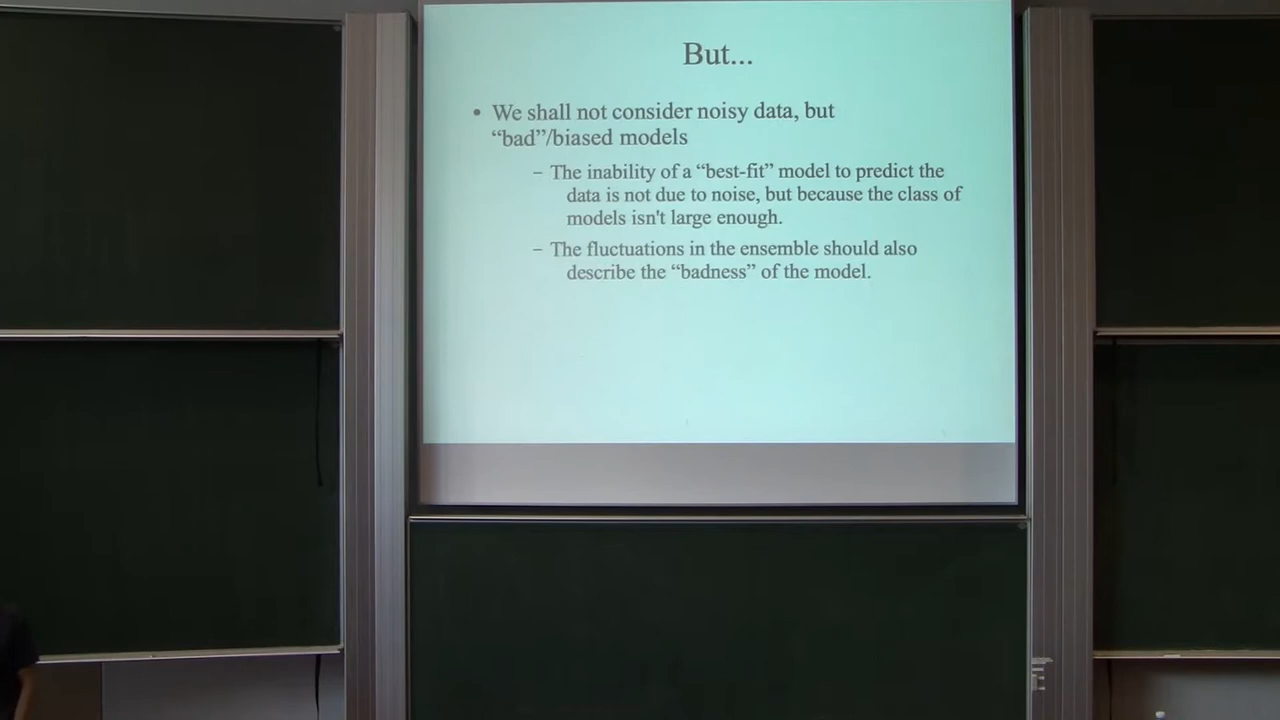 But...
• We shall not consider noisy data, but
“bad”/biased models
– The inability of a “best-fit” model to predict the
data is not due to noise, but because the class of
models isn't large enough.
– The fluctuations in the ensemble should also
describe the “badness” of the model.